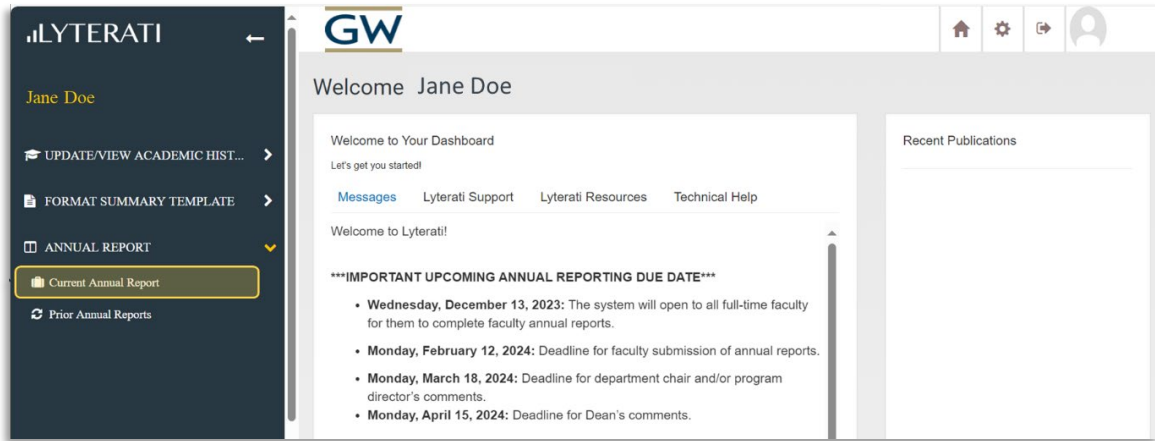 LYTERATI
Jane Doe
UPDATE/VIEW ACADEMIC HIST...
FORMAT SUMMARY TEMPLATE
ANNUAL REPORT
Current Annual Report
Prior Annual Reports
GW
Welcome Jane Doe
Welcome to Your Dashboard
Let's get you started!
Messages Lyterati Support Lyterati Resources Technical Help
Welcome to Lyterati!
***IMPORTANT UPCOMING ANNUAL REPORTING DUE DATE***
• Wednesday, December 13, 2023: The system will open to all full-time faculty
for them to complete faculty annual reports.
• Monday, February 12, 2024: Deadline for faculty submission of annual reports.
• Monday, March 18, 2024: Deadline for department chair and/or program
director's comments.
• Monday, April 15, 2024: Deadline for Dean's comments.
Recent Publications